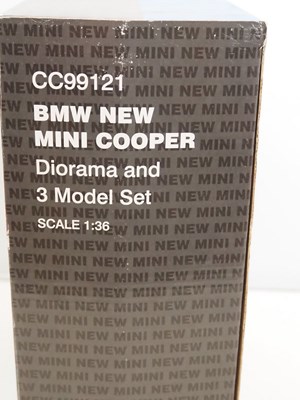 CC99121
BMW NEW
MINI COOPER
Diorama and
3 Model Set
SCALE 1:36